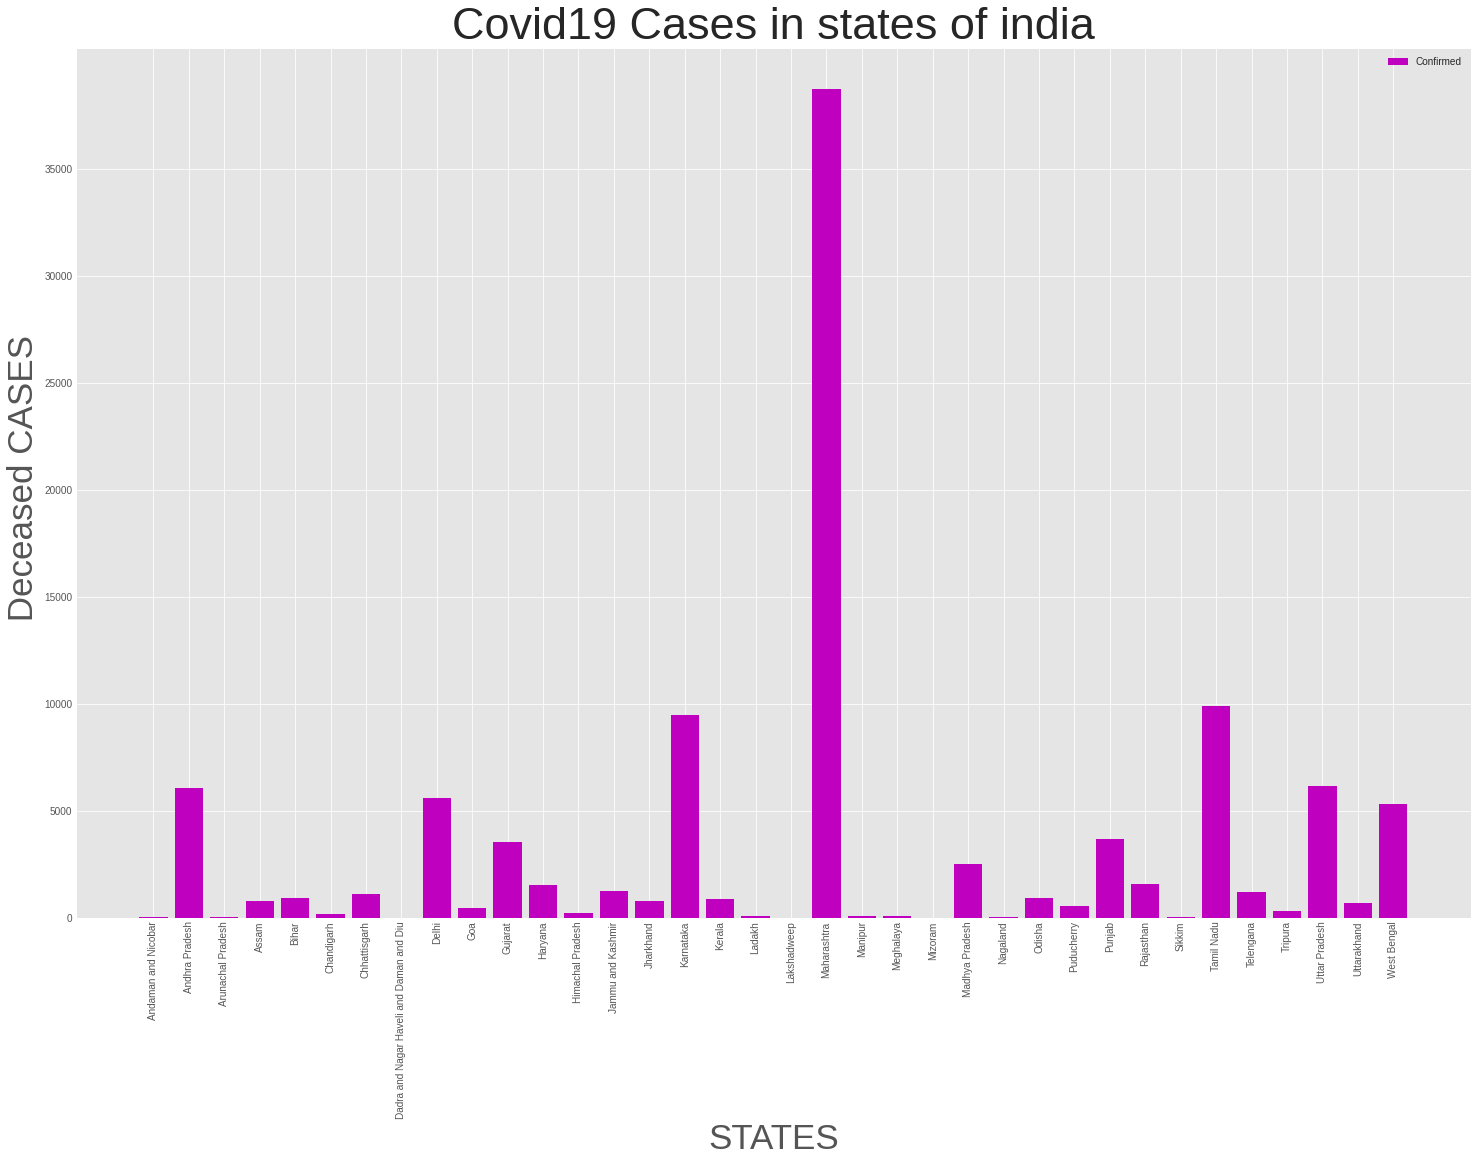 Covid19 Cases in states of india
Confirmed
Deceased CASES
35000
30000
25000
20000
15000
10000
5000
0
Andaman and Nicobar
Andhra Pradesh
Arunachal Pradesh
Assam
Bihar
Chandigarh
Chhattisgarh
Dadra and Nagar Haveli and Daman and Diu
Delhi
Goa
Gujarat
Haryana
Himachal Pradesh
Jammu and Kashmir
Jharkhand
Karnataka
Kerala
Ladakh
Lakshadweep
Maharashtra
Manipur
Meghalaya
Mizoram
Madhya Pradesh
Nagaland
Odisha
Puducherry
Punjab
Rajasthan
Sikkim
Tamil Nadu
Telengana
Tripura
Uttar Pradesh
Uttarakhand
West Bengal
STATES